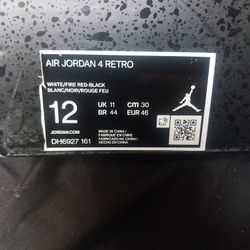 AIR JORDAN 4 RETRO
WHITE/FIRE RED-BLACK
BLANC/NOIR/ROUGE FEU
12
UK 11
CM 30
BR 44
EUR 46
JORDAN.COM
DH6927 161
MADE IN CHINA/
FABRIQUÉ EN CHINE/
FABRICADO EN CHINA